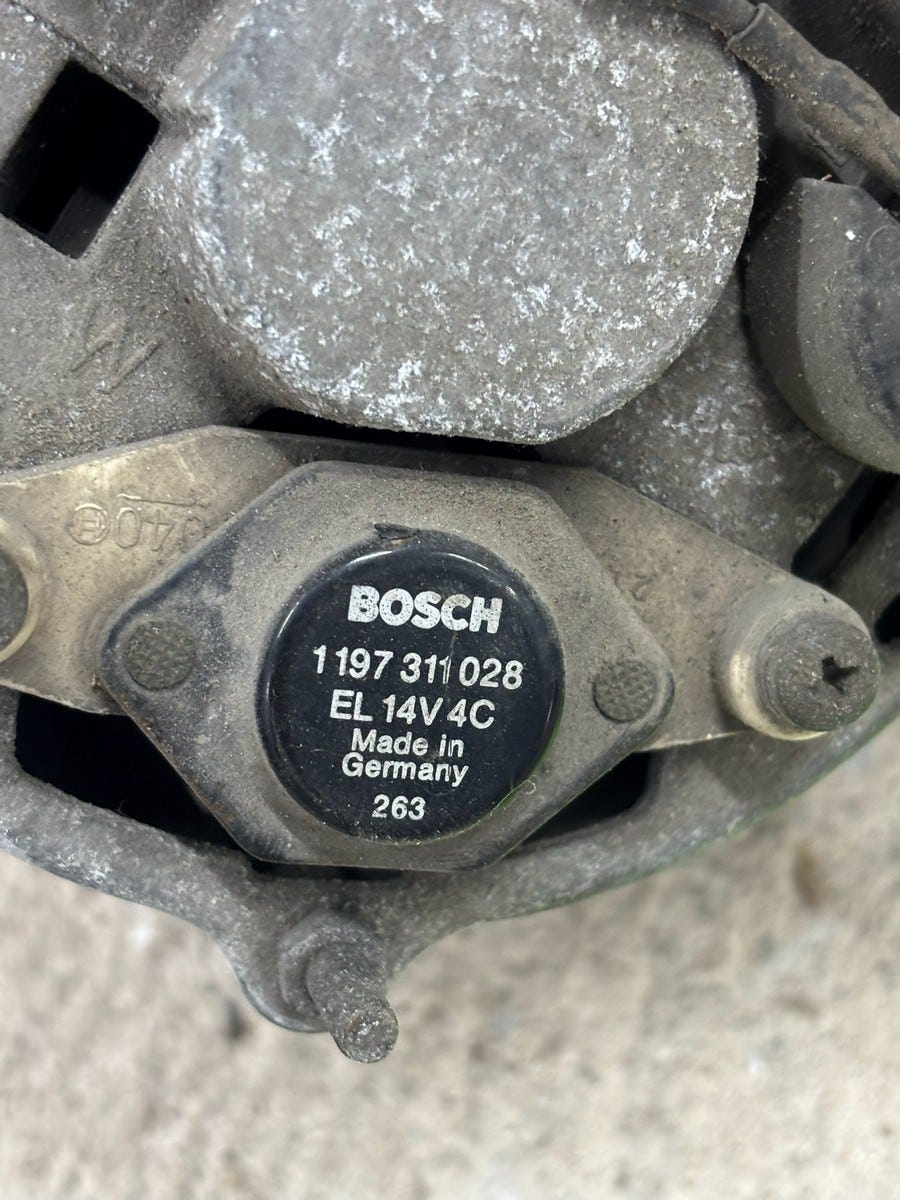 BOSCH
1 197 311 028
EL 14V 4C
Made in
Germany
263